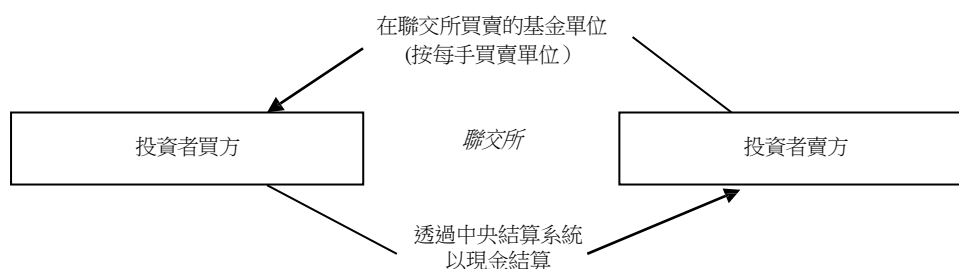 在聯交所買賣的基金單位
(按每手買賣單位）
投資者買方
聯交所
投資者賣方
透過中央結算系統
以現金結算